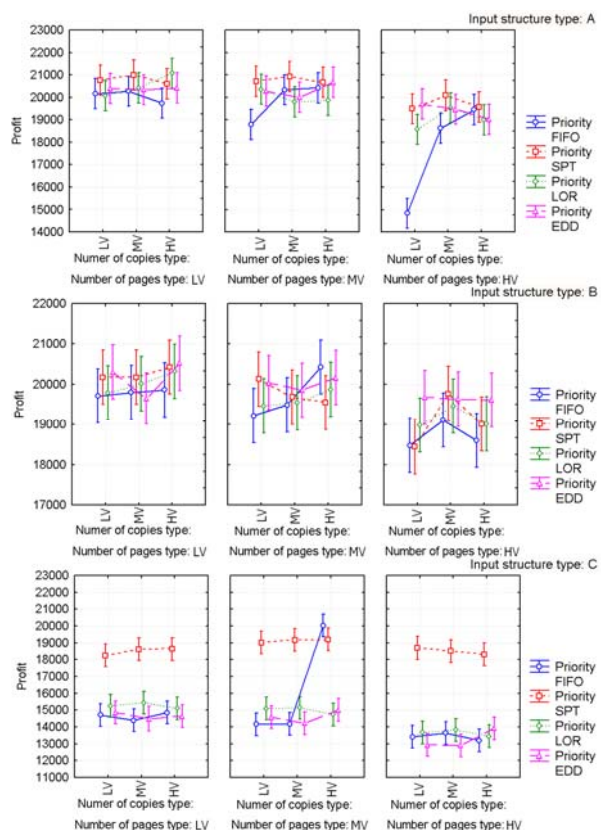 Input structure type: A
23000
22000
21000
20000
19000
18000
17000
16000
15000
14000
Profit
LV MV HV LV MV HV LV MV HV
Numer of copies type: Numer of copies type: Numer of copies type:
Number of pages type: LV Number of pages type: MV Number of pages type: HV
Priority
FIFO
Priority
SPT
Priority
LOR
Priority
EDD
Input structure type: B
22000
21000
20000
19000
18000
17000
Profit
LV MV HV LV MV HV LV MV HV
Numer of copies type: Numer of copies type: Numer of copies type:
Number of pages type: LV Number of pages type: MV Number of pages type: HV
Priority
FIFO
Priority
SPT
Priority
LOR
Priority
EDD
Input structure type: C
23000
22000
21000
20000
19000
18000
17000
16000
15000
14000
13000
12000
11000
Profit
LV MV HV LV MV HV LV MV HV
Numer of copies type: Numer of copies type: Numer of copies type:
Number of pages type: LV Number of pages type: MV Number of pages type: HV
Priority
FIFO
Priority
SPT
Priority
LOR
Priority
EDD